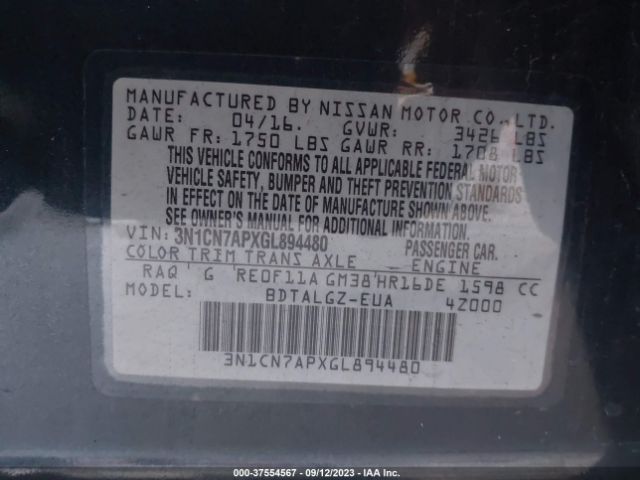 MANUFACTURED BY NISSAN MOTOR CO., LTD.
DATE: 04/16. GVWR: 3426 LBS
GAWR FR: 1750 LBS GAWR RR: 1708 LBS
THIS VEHICLE CONFORMS TO ALL APPLICABLE FEDERAL MOTOR
VEHICLE SAFETY, BUMPER AND THEFT PREVENTION STANDARDS
IN EFFECT ON THE DATE OF MANUFACTURE SHOWN ABOVE.
SEE OWNER'S MANUAL FOR ADDITIONAL INFORMATION.
VIN: 3N1CN7APXGL894480 PASSENGER CAR.
COLOR TRIM TRANS AXLE ENGINE
RAQ G RE0F11A GM38 HR16DE 1598 CC
MODEL: BDTALGZ-EUA 4Z000
3N1CN7APXGL894480
000-37554567 - 09/12/2023 - IAA Inc.